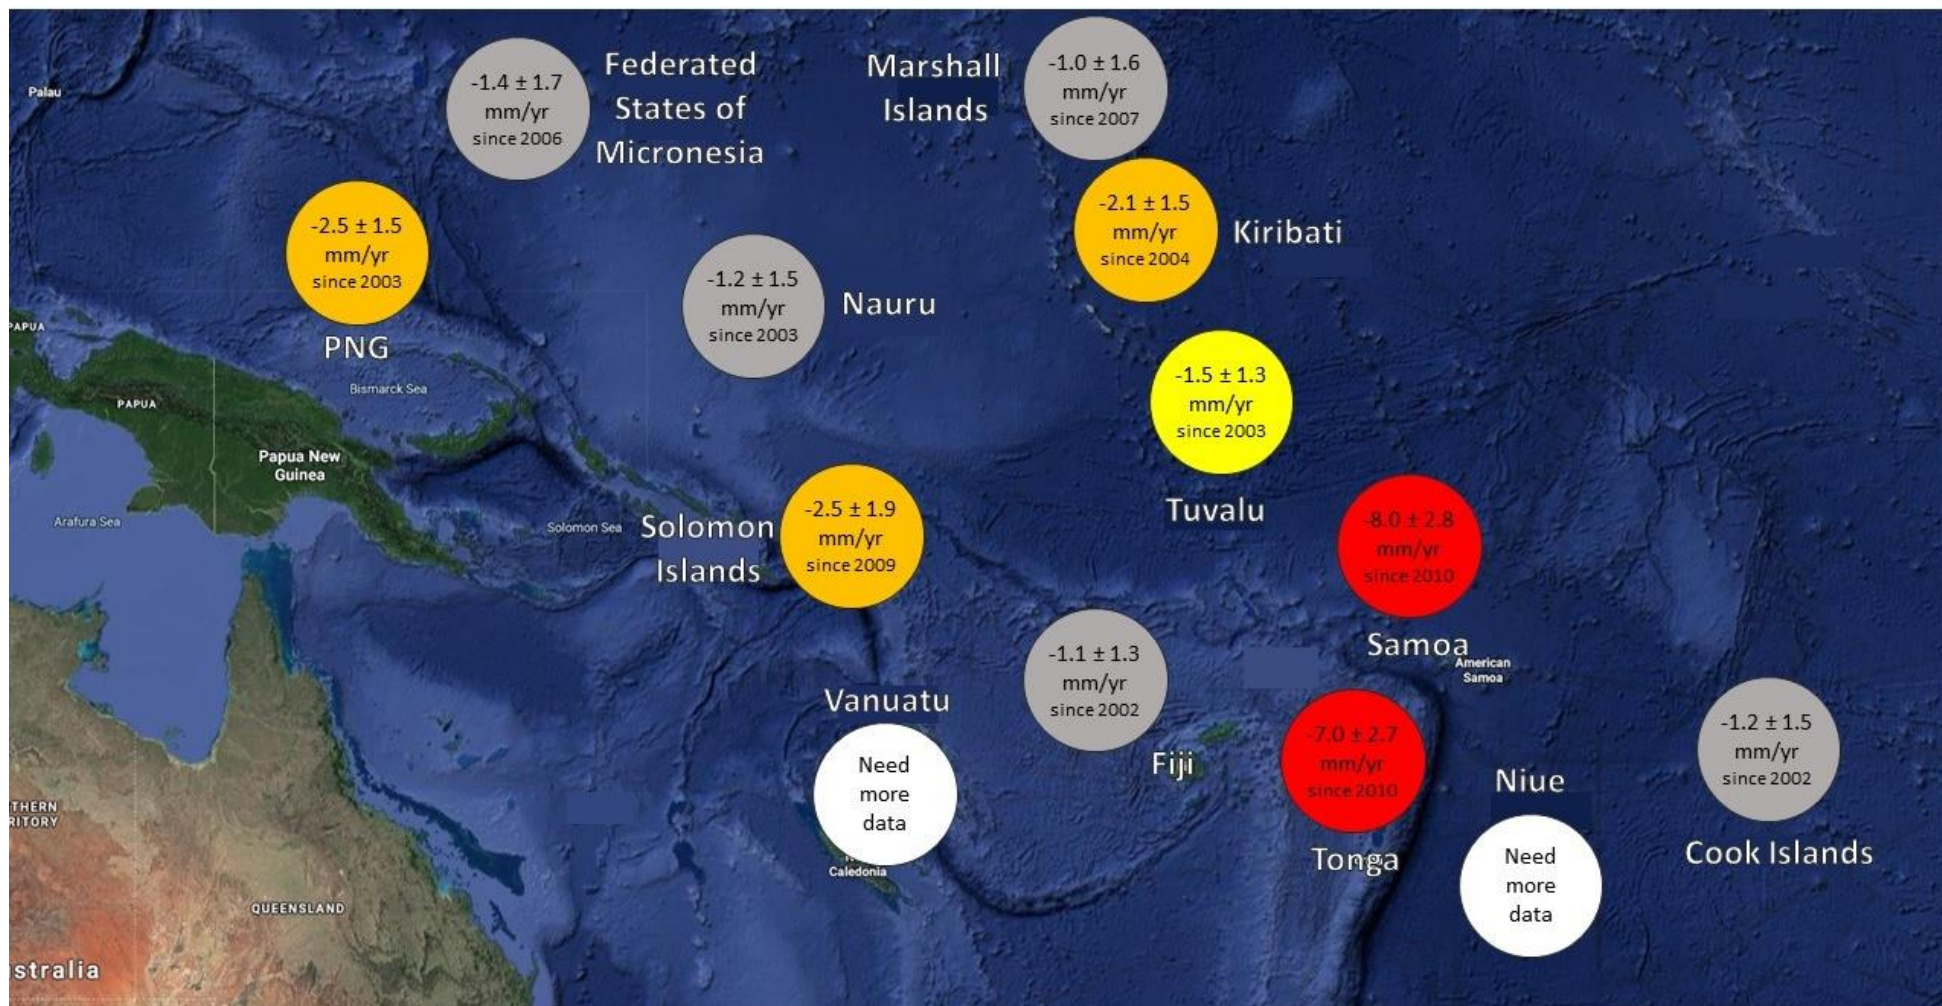 Palau
-1.4 ± 1.7
mm/yr
since 2006
Federated
States of
Micronesia
Marshall
Islands
-1.0 ± 1.6
mm/yr
since 2007
-2.5 ± 1.5
mm/yr
since 2003
PNG
-1.2 ± 1.5
mm/yr
since 2003
Nauru
-2.1 ± 1.5
mm/yr
since 2004
Kiribati
PAPUA
Bismarck Sea
PAPUA
Papua New
Guinea
-1.5 ± 1.3
mm/yr
since 2003
Tuvalu
Arafura Sea
Solomon Sea
Solomon
Islands
-2.5 ± 1.9
mm/yr
since 2009
-8.0 ± 2.8
mm/yr
since 2010
Samoa
American
Samoa
Vanuatu
Need
more
data
Caledonia
-1.1 ± 1.3
mm/yr
since 2002
Fiji
-7.0 ± 2.7
mm/yr
since 2010
Tonga
Niue
Need
more
data
-1.2 ± 1.5
mm/yr
since 2002
Cook Islands
THERN
RITORY
QUEENSLAND
stralia